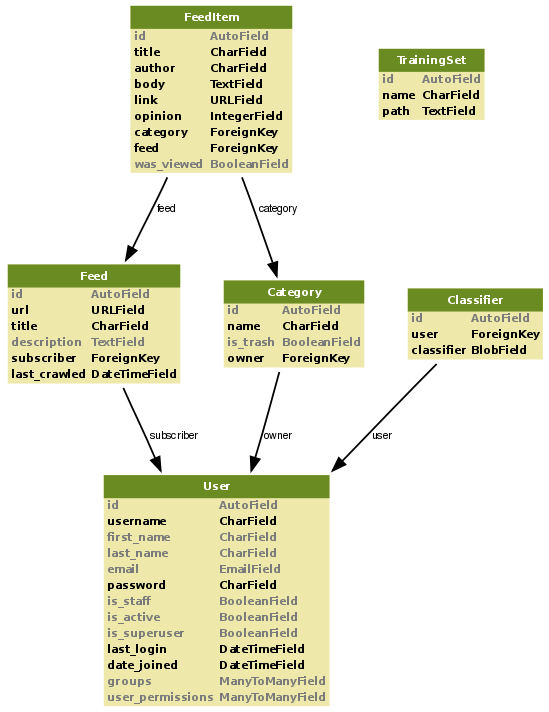 FeedItem
id AutoField
title CharField
author CharField
body TextField
link URLField
opinion IntegerField
category ForeignKey
feed ForeignKey
was_viewed BooleanField
TrainingSet
id AutoField
name CharField
path TextField
feed
category
Feed
id AutoField
url URLField
title CharField
description TextField
subscriber ForeignKey
last_crawled DateTimeField
Category
id AutoField
name CharField
is_trash BooleanField
owner ForeignKey
Classifier
id AutoField
user ForeignKey
classifier BlobField
subscriber
owner
user
User
id AutoField
username CharField
first_name CharField
last_name CharField
email EmailField
password CharField
is_staff BooleanField
is_active BooleanField
is_superuser BooleanField
last_login DateTimeField
date_joined DateTimeField
groups ManyToManyField
user_permissions ManyToManyField